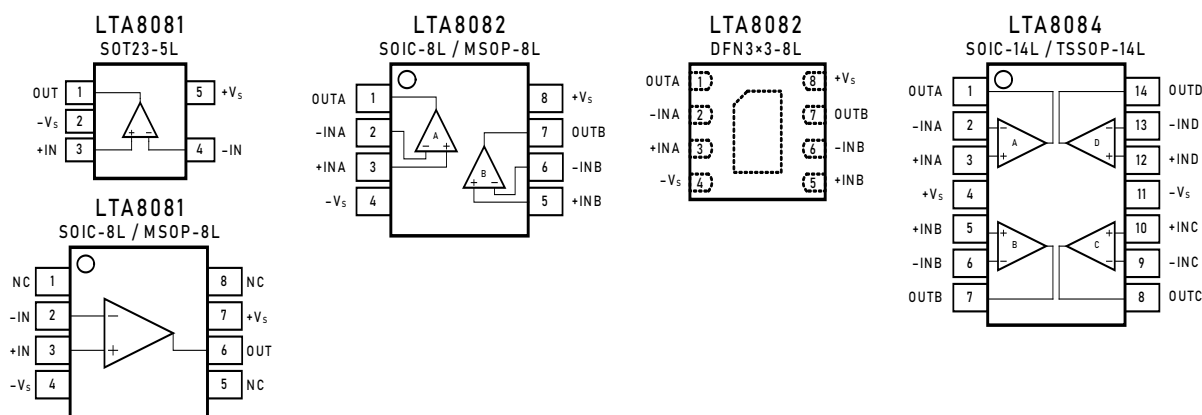 LTA8081
SOT23-5L
OUT 1 5 +Vs
-Vs 2
+IN 3 4 -IN
+ -
LTA8081
SOIC-8L / MSOP-8L
NC 1 8 NC
-IN 2 7 +Vs
+IN 3 6 OUT
-Vs 4 5 NC
-
+
LTA8082
SOIC-8L / MSOP-8L
OUTA 1 8 +Vs
-INA 2 7 OUTB
+INA 3 6 -INB
-Vs 4 5 +INB
A
- +
B
+ -
LTA8082
DFN3×3-8L
OUTA 1 8 +Vs
-INA 2 7 OUTB
+INA 3 6 -INB
-Vs 4 5 +INB
LTA8084
SOIC-14L / TSSOP-14L
OUTA 1 14 OUTD
-INA 2 - - 13 -IND
A D
+INA 3 + + 12 +IND
+Vs 4 11 -Vs
+INB 5 + + 10 +INC
B C
-INB 6 - - 9 -INC
OUTB 7 8 OUTC